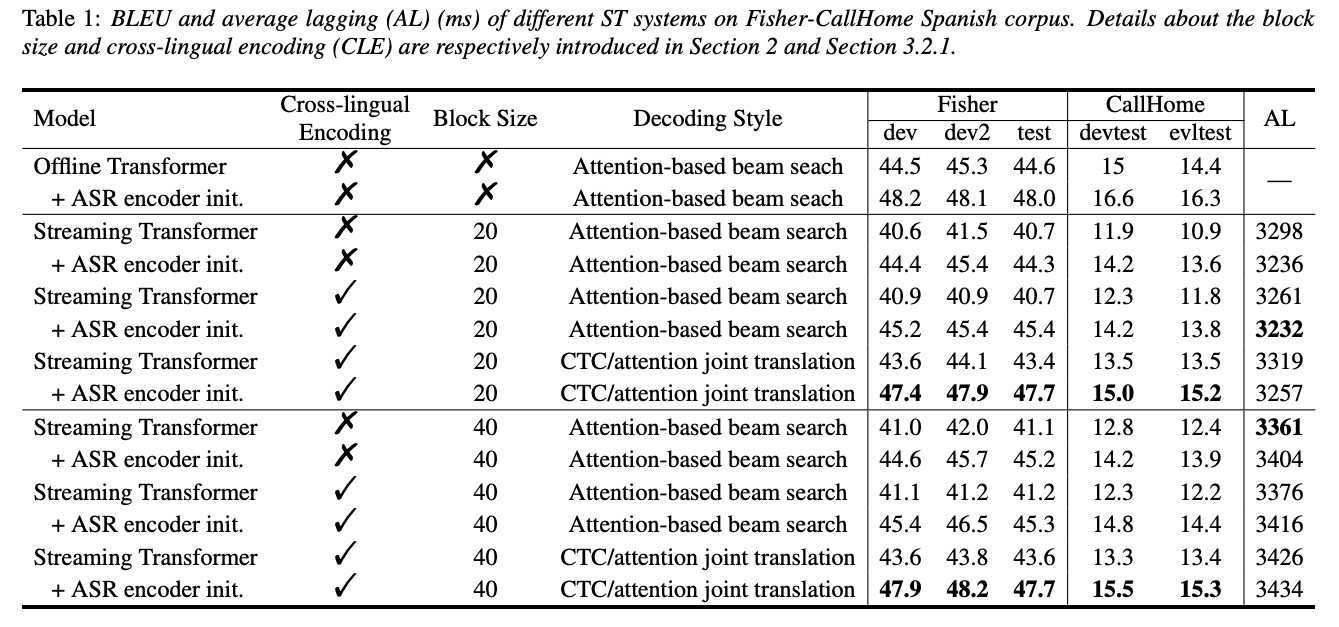 Table 1: BLEU and average lagging (AL) (ms) of different ST systems on Fisher-CallHome Spanish corpus. Details about the block
size and cross-lingual encoding (CLE) are respectively introduced in Section 2 and Section 3.2.1.
Model Cross-lingual Encoding Block Size Decoding Style Fisher CallHome AL
dev dev2 test devtest evltest
Offline Transformer ✗ ✗ Attention-based beam seach 44.5 45.3 44.6 15 14.4 —
+ ASR encoder init. ✗ ✗ Attention-based beam seach 48.2 48.1 48.0 16.6 16.3
Streaming Transformer ✗ 20 Attention-based beam search 40.6 41.5 40.7 11.9 10.9 3298
+ ASR encoder init. ✗ 20 Attention-based beam search 44.4 45.4 44.3 14.2 13.6 3236
Streaming Transformer ✓ 20 Attention-based beam search 40.9 40.9 40.7 12.3 11.8 3261
+ ASR encoder init. ✓ 20 Attention-based beam search 45.2 45.4 45.4 14.2 13.8 3232
Streaming Transformer ✓ 20 CTC/attention joint translation 43.6 44.1 43.4 13.5 13.5 3319
+ ASR encoder init. ✓ 20 CTC/attention joint translation 47.4 47.9 47.7 15.0 15.2 3257
Streaming Transformer ✗ 40 Attention-based beam search 41.0 42.0 41.1 12.8 12.4 3361
+ ASR encoder init. ✗ 40 Attention-based beam search 44.6 45.7 45.2 14.2 13.9 3404
Streaming Transformer ✓ 40 Attention-based beam search 41.1 41.2 41.2 12.3 12.2 3376
+ ASR encoder init. ✓ 40 Attention-based beam search 45.4 46.5 45.3 14.8 14.4 3416
Streaming Transformer ✓ 40 CTC/attention joint translation 43.6 43.8 43.6 13.3 13.4 3426
+ ASR encoder init. ✓ 40 CTC/attention joint translation 47.9 48.2 47.7 15.5 15.3 3434